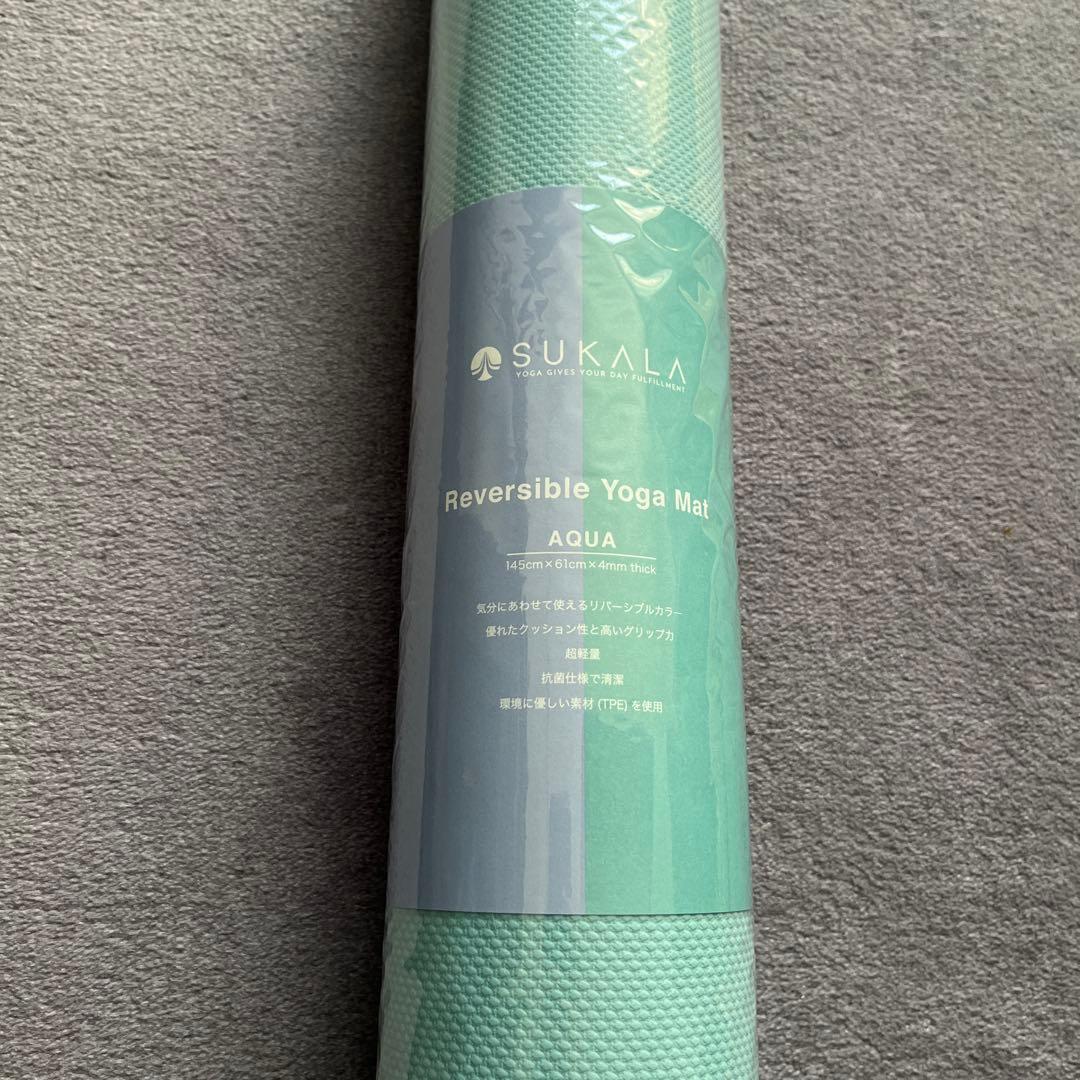 SUKALA
YOGA GIVES YOUR DAY FULFILLMENT
Reversible Yoga Mat
AQUA
145cm×61cm×4mm thick
気分にあわせて使えるリバーシブルカラー
優れたクッション性と高いグリップ力
超軽量
抗菌仕様で清潔
環境に優しい素材 (TPE) を使用